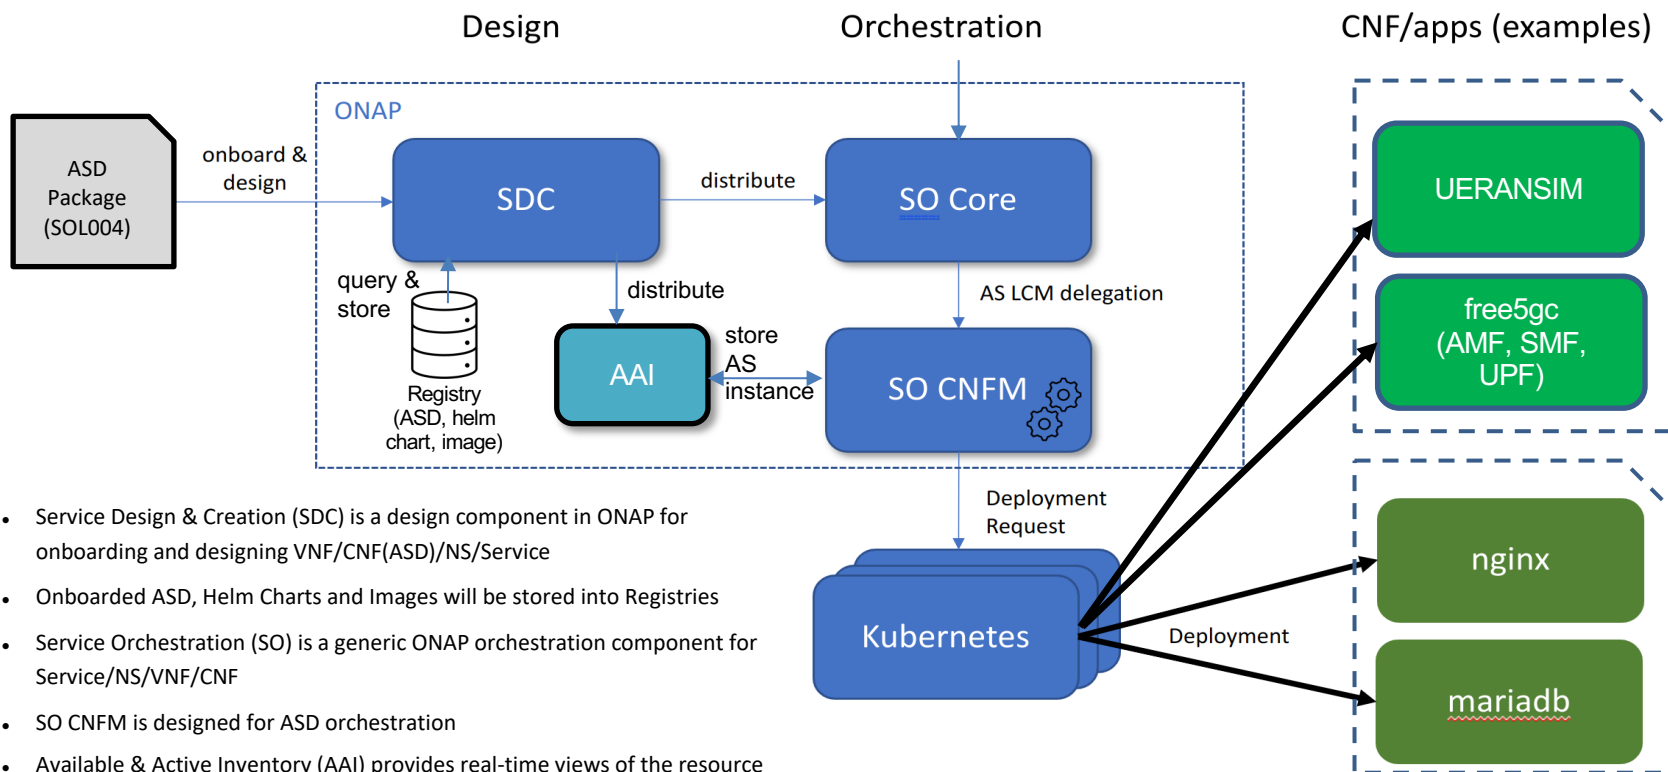 Design
Orchestration
CNF/apps (examples)
ONAP
ASD
Package
(SOL004)
onboard &
design
SDC
distribute
SO Core
UERANSIM
query &
store
distribute
AS LCM delegation
free5gc
(AMF, SMF,
UPF)
Registry
(ASD, helm
chart, image)
AAI
store
AS
instance
SO CNFM
Deployment
Request
Kubernetes
Deployment
nginx
mariadb
• Service Design & Creation (SDC) is a design component in ONAP for
onboarding and designing VNF/CNF(ASD)/NS/Service
• Onboarded ASD, Helm Charts and Images will be stored into Registries
• Service Orchestration (SO) is a generic ONAP orchestration component for
Service/NS/VNF/CNF
• SO CNFM is designed for ASD orchestration
• Available & Active Inventory (AAI) provides real-time views of the resource